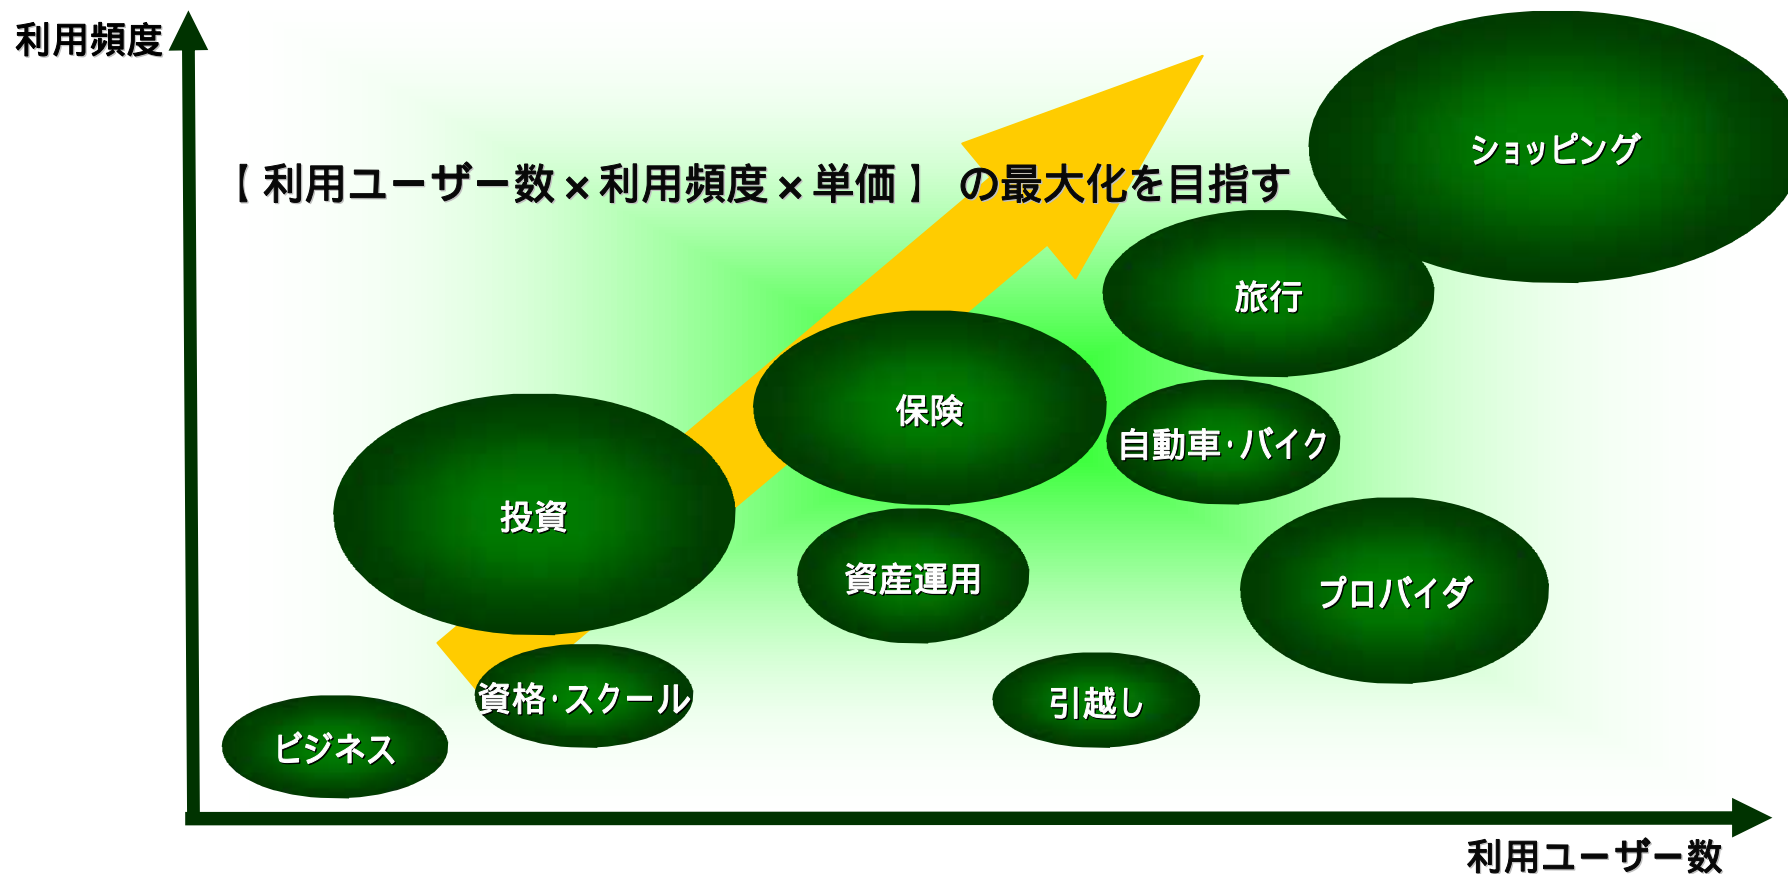 利用頻度
ショッピング
【利用ユーザー数×利用頻度×単価】の最大化を目指す
旅行
保険
自動車・バイク
投資
資産運用
プロバイダ
資格・スクール
引越し
ビジネス
利用ユーザー数